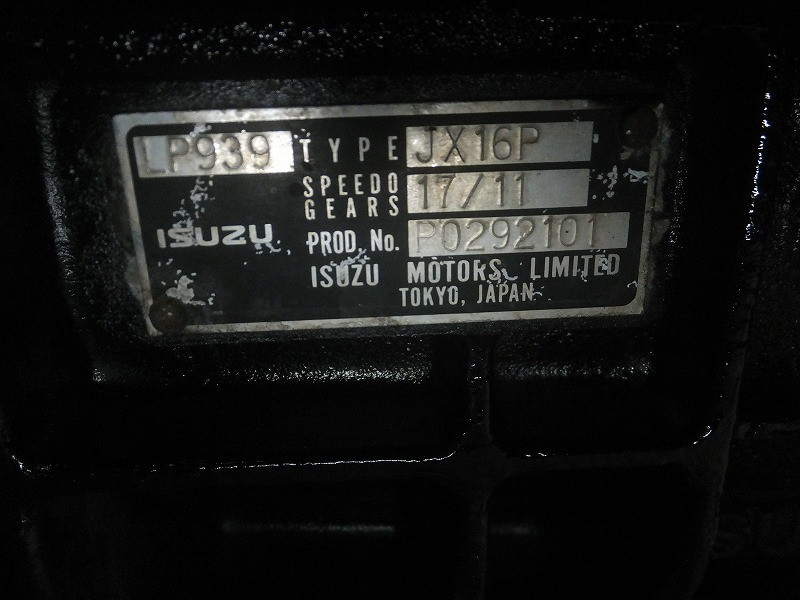 LP939 TYPE JX16P
SPEEDO GEARS 17/11
ISUZU PROD. No. P0292101
ISUZU MOTORS LIMITED
TOKYO, JAPAN